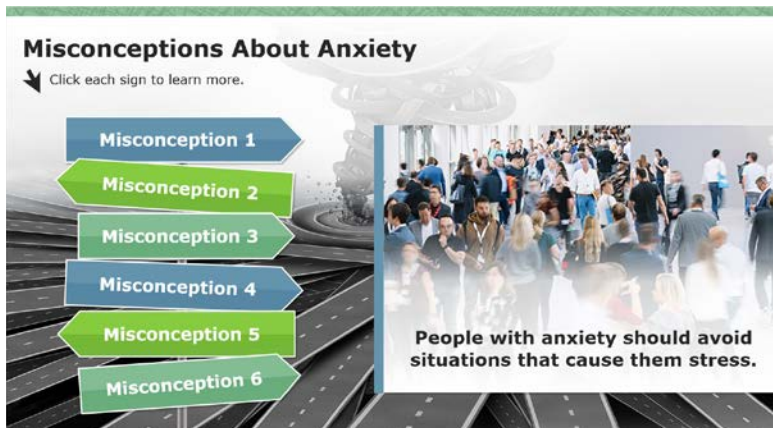 Misconceptions About Anxiety
Click each sign to learn more.
Misconception 1
Misconception 2
Misconception 3
Misconception 4
Misconception 5
Misconception 6
People with anxiety should avoid
situations that cause them stress.